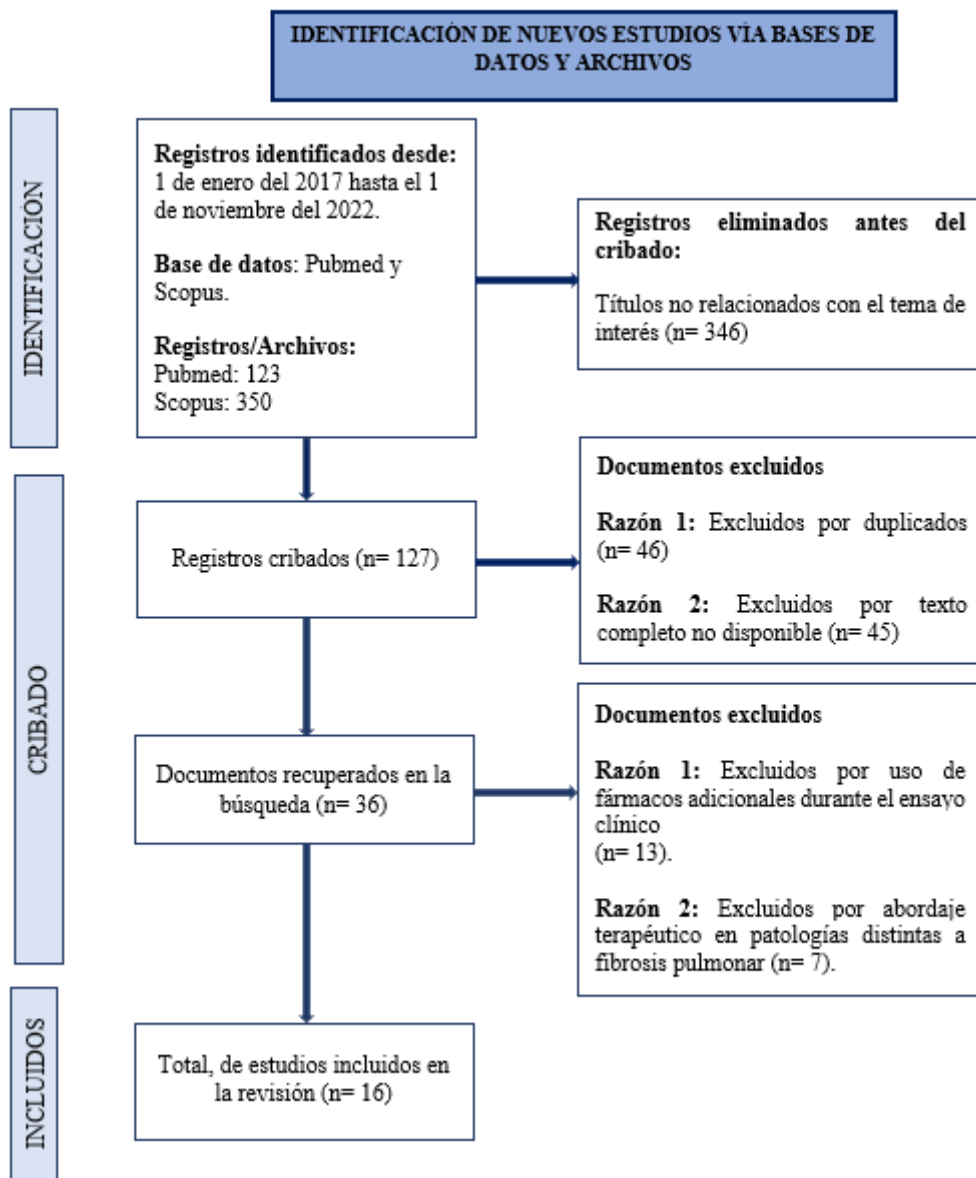 IDENTIFICACIÓN DE NUEVOS ESTUDIOS VÍA BASES DE
DATOS Y ARCHIVOS
IDENTIFICACIÓN
Registros identificados desde:
1 de enero del 2017 hasta el 1
de noviembre del 2022.
Base de datos: Pubmed y
Scopus.
Registros/Archivos:
Pubmed: 123
Scopus: 350
Registros eliminados antes del
cribado:
Títulos no relacionados con el tema de
interés (n= 346)
CRIBADO
Registros cribados (n= 127)
Documentos excluidos
Razón 1: Excluidos por duplicados
(n= 46)
Razón 2: Excluidos por texto
completo no disponible (n= 45)
Documentos recuperados en la
búsqueda (n= 36)
Documentos excluidos
Razón 1: Excluidos por uso de
fármacos adicionales durante el ensayo
clínico
(n= 13).
Razón 2: Excluidos por abordaje
terapéutico en patologías distintas a
fibrosis pulmonar (n= 7).
INCLUIDOS
Total, de estudios incluidos en
la revisión (n= 16)